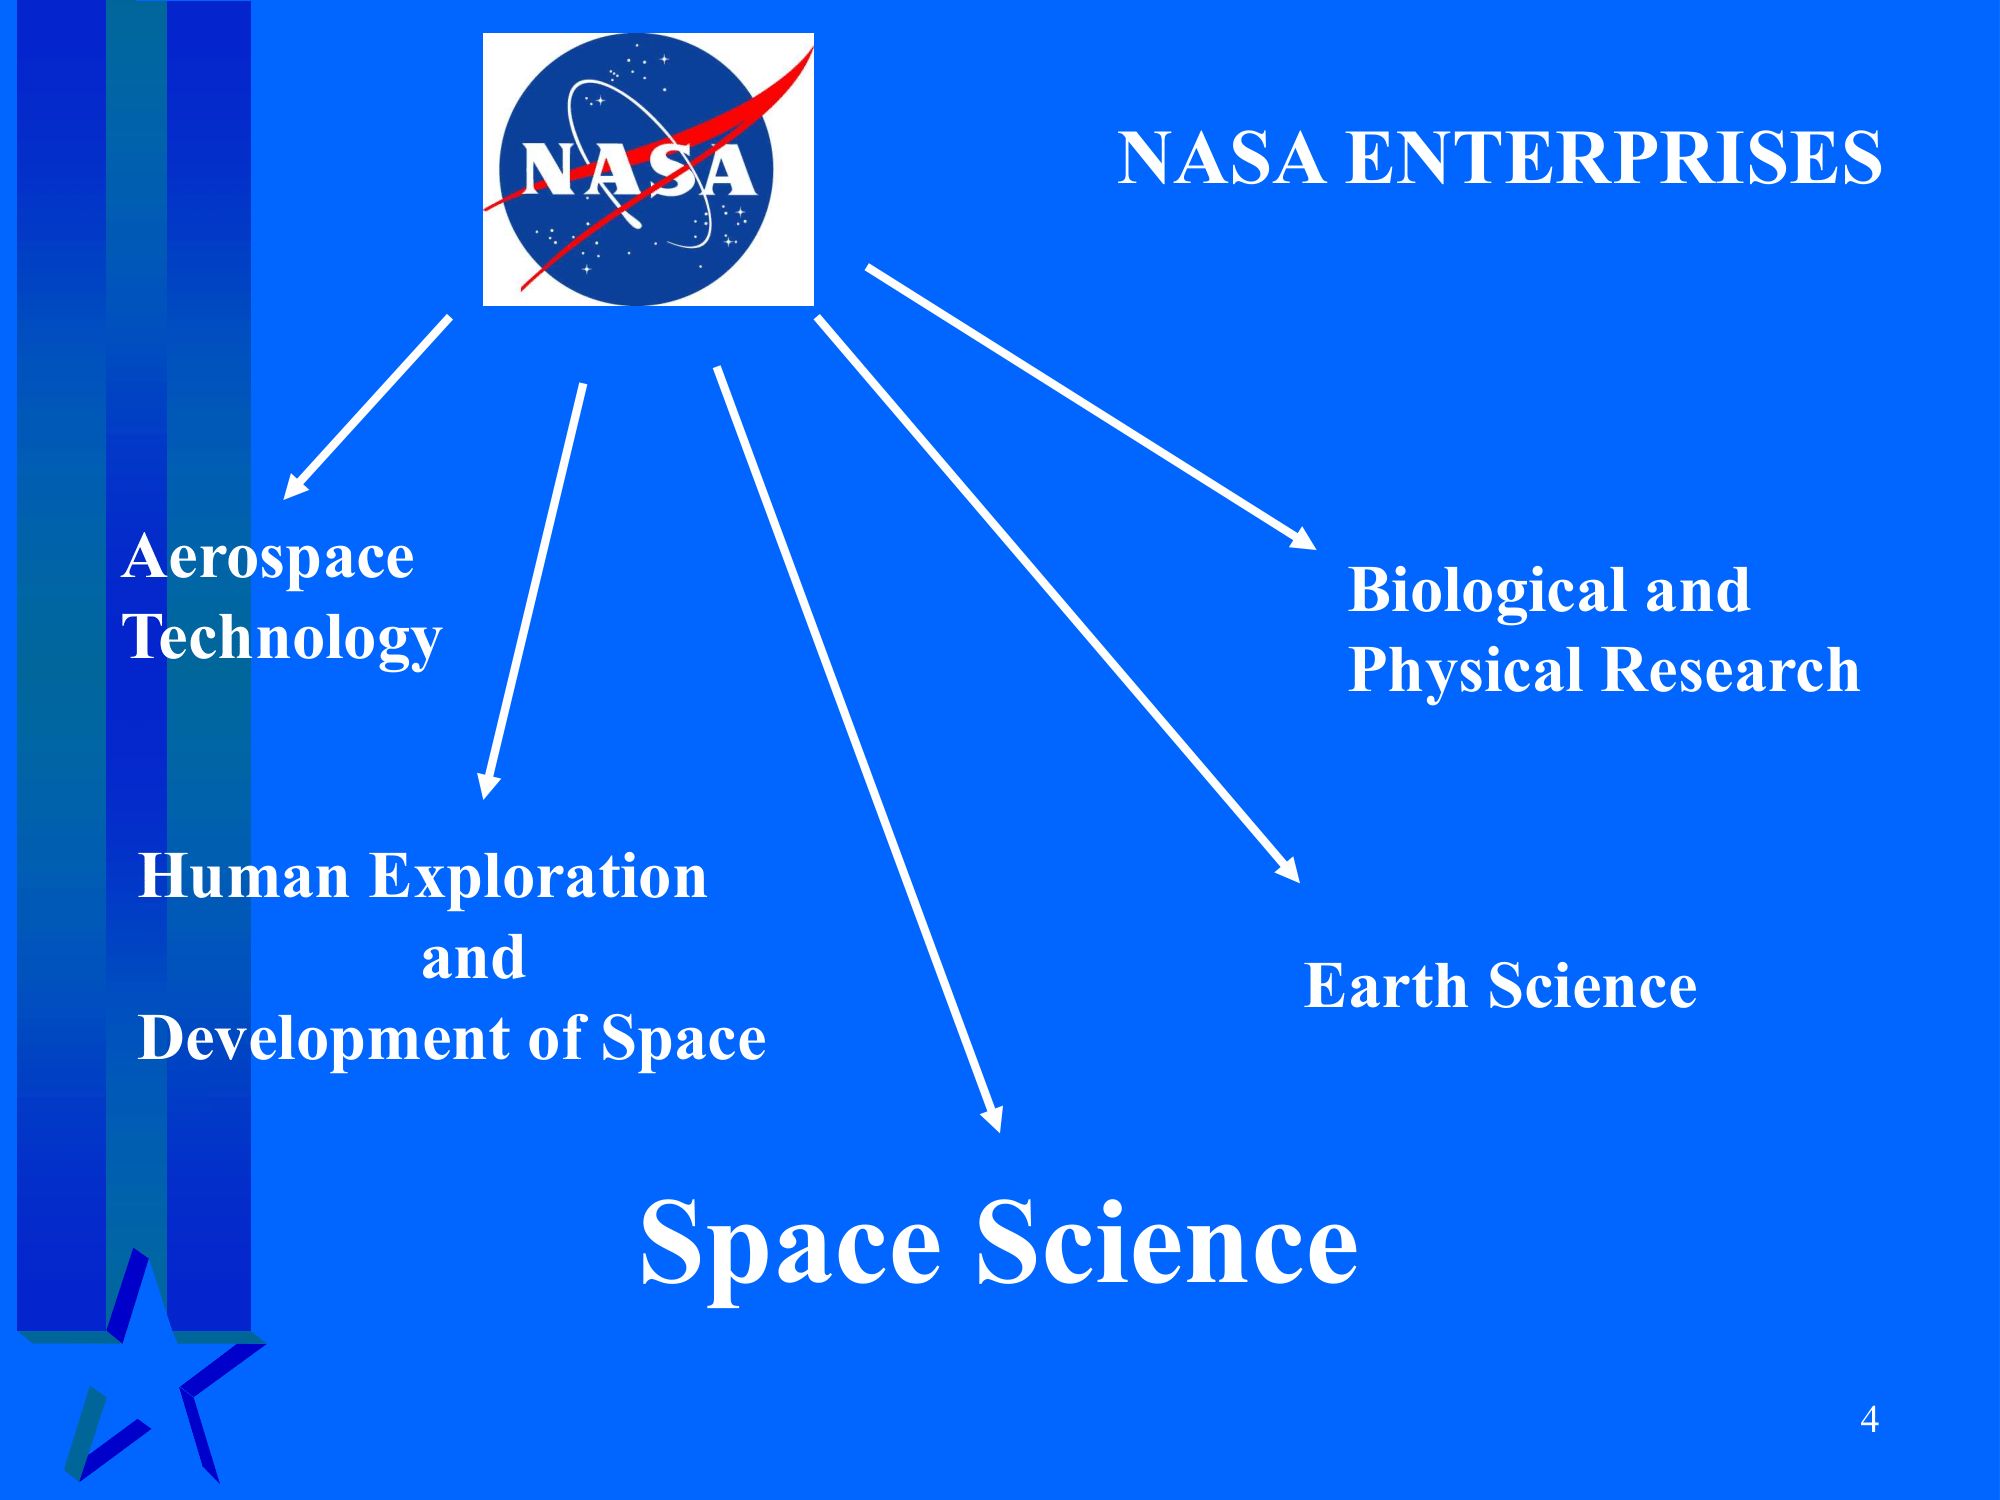 NASA
NASA ENTERPRISES
Aerospace
Technology
Biological and
Physical Research
Human Exploration
and
Development of Space
Earth Science
Space Science
4